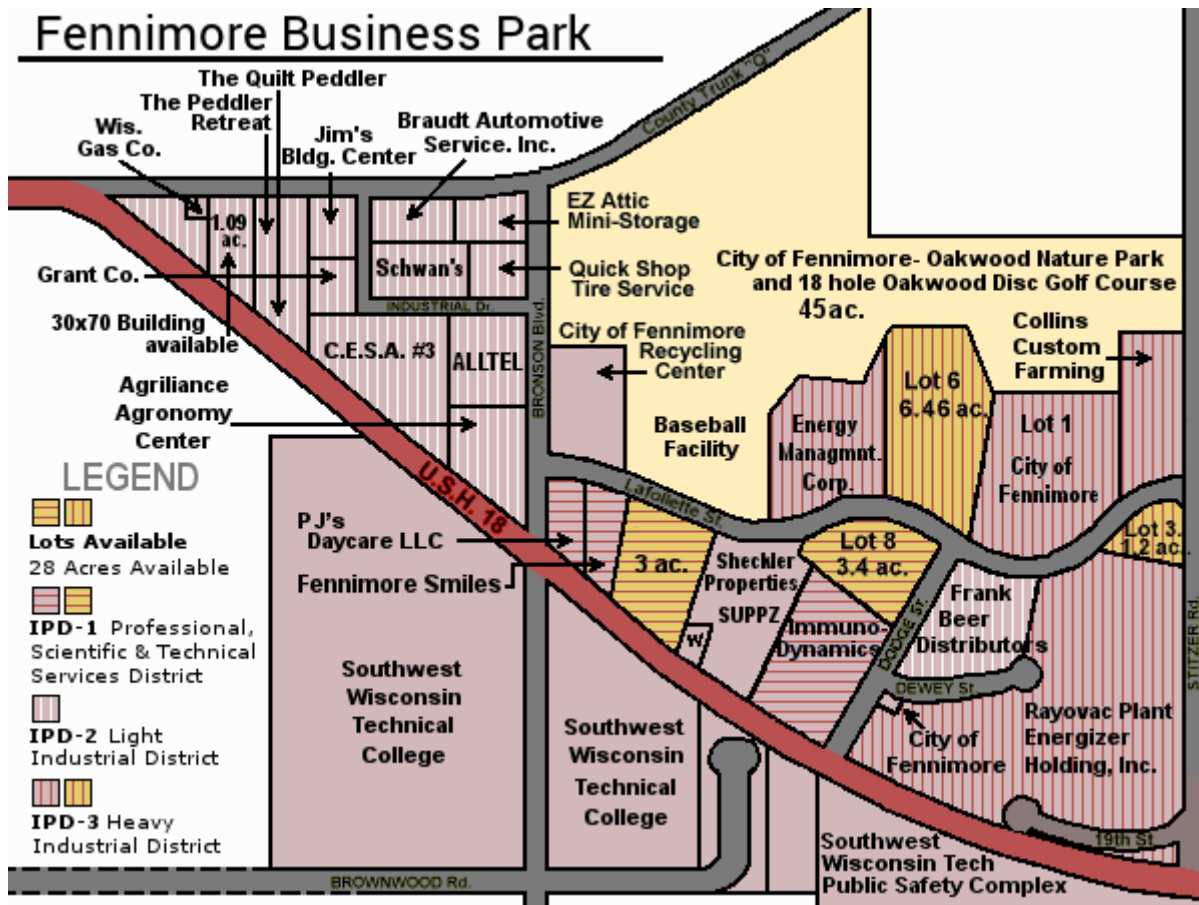 Fennimore Business Park
The Quilt Peddler
The Peddler
Retreat
Wis.
Gas Co.
Jim's
Bldg. Center
Braudt Automotive
Service. Inc.
County Trunk "Q"
1.09
ac.
EZ Attic
Mini-Storage
Grant Co.
Schwan's
Quick Shop
Tire Service
City of Fennimore- Oakwood Nature Park
and 18 hole Oakwood Disc Golf Course
45ac.
INDUSTRIAL Dr.
BRONSON Blvd.
30x70 Building
available
C.E.S.A. #3
ALLTEL
City of Fennimore
Recycling
Center
Collins
Custom
Farming
Agriliance
Agronomy
Center
Lot 6
6.46 ac.
Baseball
Facility
Energy
Managmnt.
Corp.
Lot 1
City of
Fennimore
LEGEND
Lots Available
28 Acres Available
IPD-1 Professional,
Scientific & Technical
Services District
IPD-2 Light
Industrial District
IPD-3 Heavy
Industrial District
U.S.H. 18
Lafollette St.
PJ's
Daycare LLC
Fennimore Smiles
3 ac.
Sheckler
Properties
SUPPZ
W
Lot 8
3.4 ac.
Lot 3
1.2 ac.
Immuno-
Dynamics
DODGE St.
Frank
Beer
Distributors
STITZER Rd.
DEWEY St.
City of
Fennimore
Rayovac Plant
Energizer
Holding, Inc.
Southwest
Wisconsin
Technical
College
Southwest
Wisconsin
Technical
College
19th St
Southwest
Wisconsin Tech
Public Safety Complex
BROWNWOOD Rd.